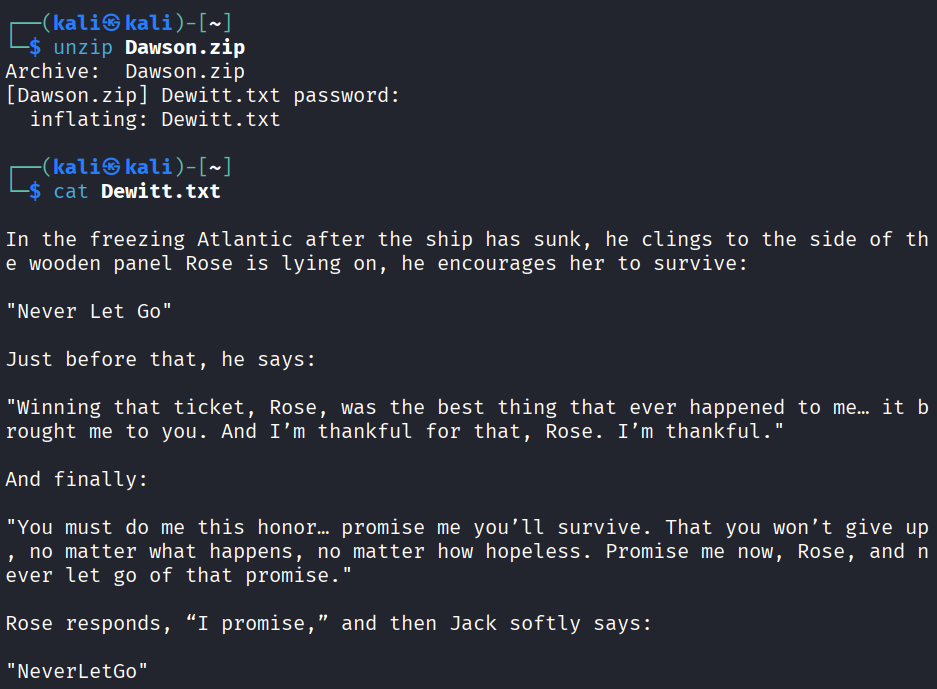 ┌──(kali㉿kali)-[~]
└─$ unzip Dawson.zip
Archive:  Dawson.zip
[Dawson.zip] Dewitt.txt password:
  inflating: Dewitt.txt

┌──(kali㉿kali)-[~]
└─$ cat Dewitt.txt

In the freezing Atlantic after the ship has sunk, he clings to the side of th
e wooden panel Rose is lying on, he encourages her to survive:

"Never Let Go"

Just before that, he says:

"Winning that ticket, Rose, was the best thing that ever happened to me… it b
rought me to you. And I’m thankful for that, Rose. I’m thankful."

And finally:

"You must do me this honor… promise me you’ll survive. That you won’t give up
, no matter what happens, no matter how hopeless. Promise me now, Rose, and n
ever let go of that promise."

Rose responds, “I promise,” and then Jack softly says:

"NeverLetGo"